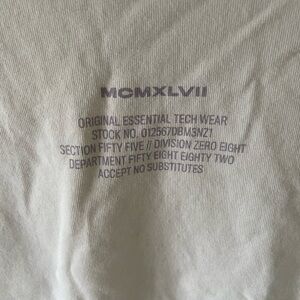 MCMXLVII
ORIGINAL ESSENTIAL TECH WEAR
STOCK NO. 012567DBM3NZ1
SECTION FIFTY FIVE // DIVISION ZERO EIGHT
DEPARTMENT FIFTY EIGHT EIGHTY TWO
ACCEPT NO SUBSTITUTES